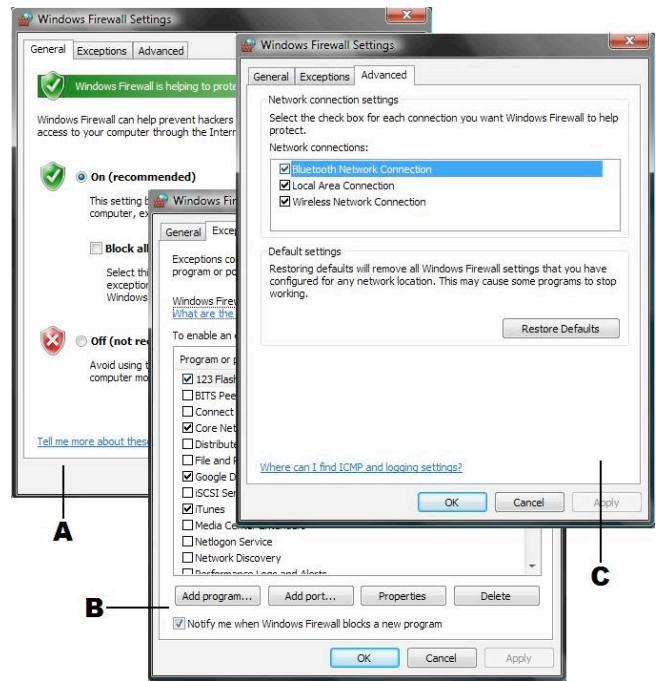 Windows Firewall Settings
General Exceptions Advanced
Windows Firewall is helping to prote
Windows Firewall can help prevent hackers
access to your computer through the Intern
On (recommended)
This setting
computer,
Block all
Select thi
exception
Windows
Off (not rec
Avoid using t
computer mo
Tell me more about these
A
Windows Fir
General Excep
Exceptions co
program or po
Windows Firew
What are the
To enable an
Program or p
123 Flash
BITS Pee
Connect
Core Net
Distribute
File and
Google D
iSCSI Ser
iTunes
Media Center Extenders
Netlogon Service
Network Discovery
Performance Logs and Alerts
Add program... Add port... Properties Delete
Notify me when Windows Firewall blocks a new program
OK Cancel Apply
B
Windows Firewall Settings
General Exceptions Advanced
Network connection settings
Select the check box for each connection you want Windows Firewall to help
protect.
Network connections:
Bluetooth Network Connection
Local Area Connection
Wireless Network Connection
Default settings
Restoring defaults will remove all Windows Firewall settings that you have
configured for any network location. This may cause some programs to stop
working.
Restore Defaults
Where can I find ICMP and logging settings?
OK Cancel Apply
C